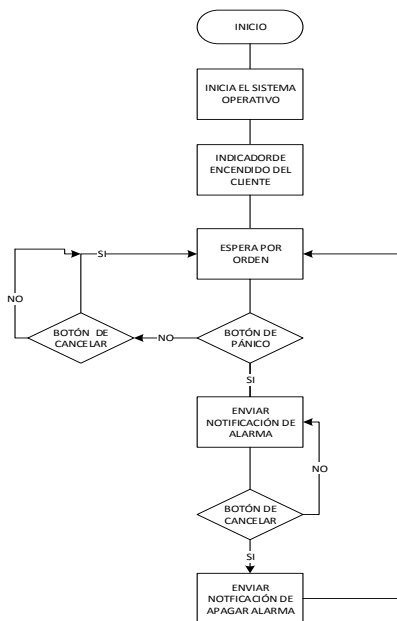 INICIO
INICIA EL SISTEMA
OPERATIVO
INDICADORDE
ENCENDIDO DEL
CLIENTE
ESPERA POR
ORDEN
SI
NO
BOTÓN DE
CANCELAR
NO
BOTÓN DE
PÁNICO
SI
ENVIAR
NOTIFICACIÓN DE
ALARMA
NO
BOTÓN DE
CANCELAR
SI
ENVIAR
NOTFICACIÓN DE
APAGAR ALARMA